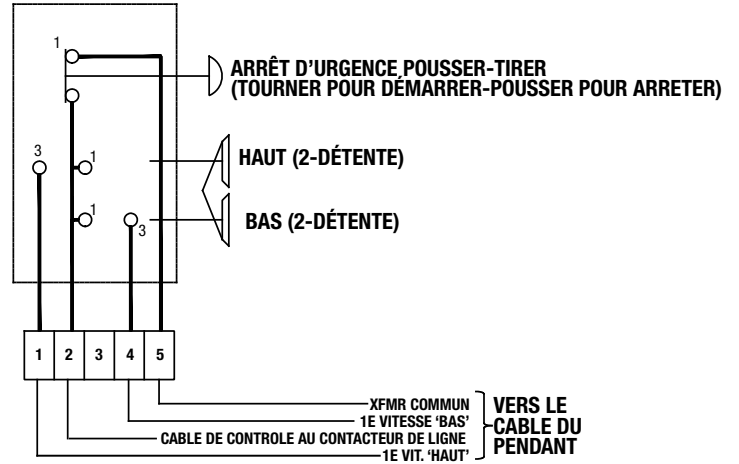 1
ARRÊT D'URGENCE POUSSER-TIRER
(TOURNER POUR DÉMARRER-POUSSER POUR ARRETER)
3
1
HAUT (2-DÉTENTE)
1
3
BAS (2-DÉTENTE)
1 2 3 4 5
XFMR COMMUN
1E VITESSE ‘BAS’
CABLE DE CONTROLE AU CONTACTEUR DE LIGNE
1E VIT. ‘HAUT’
VERS LE
CABLE DU
PENDANT